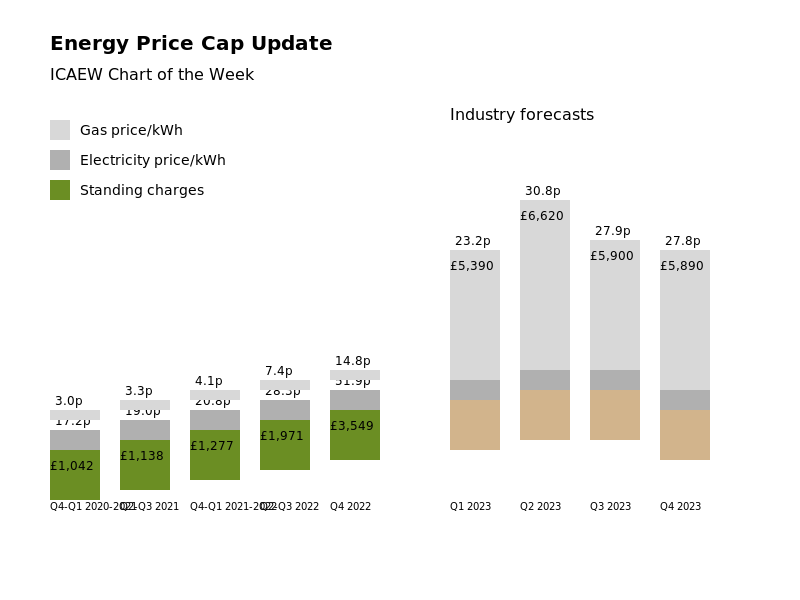 Energy Price Cap Update
ICAEW Chart of the Week
Industry forecasts
Gas price/kWh
Electricity price/kWh
Standing charges
30.8p
£6,620
27.9p
23.2p
27.8p
£5,900
£5,390
£5,890
14.8p
7.4p
4.1p
51.9p
3.3p
28.3p
3.0p
20.8p
19.0p
17.2p
£3,549
£1,971
£1,277
£1,138
£1,042
Q4-Q1 2020-2021 Q2-Q3 2021 Q4-Q1 2021-2022 Q2-Q3 2022 Q4 2022 Q1 2023 Q2 2023 Q3 2023 Q4 2023